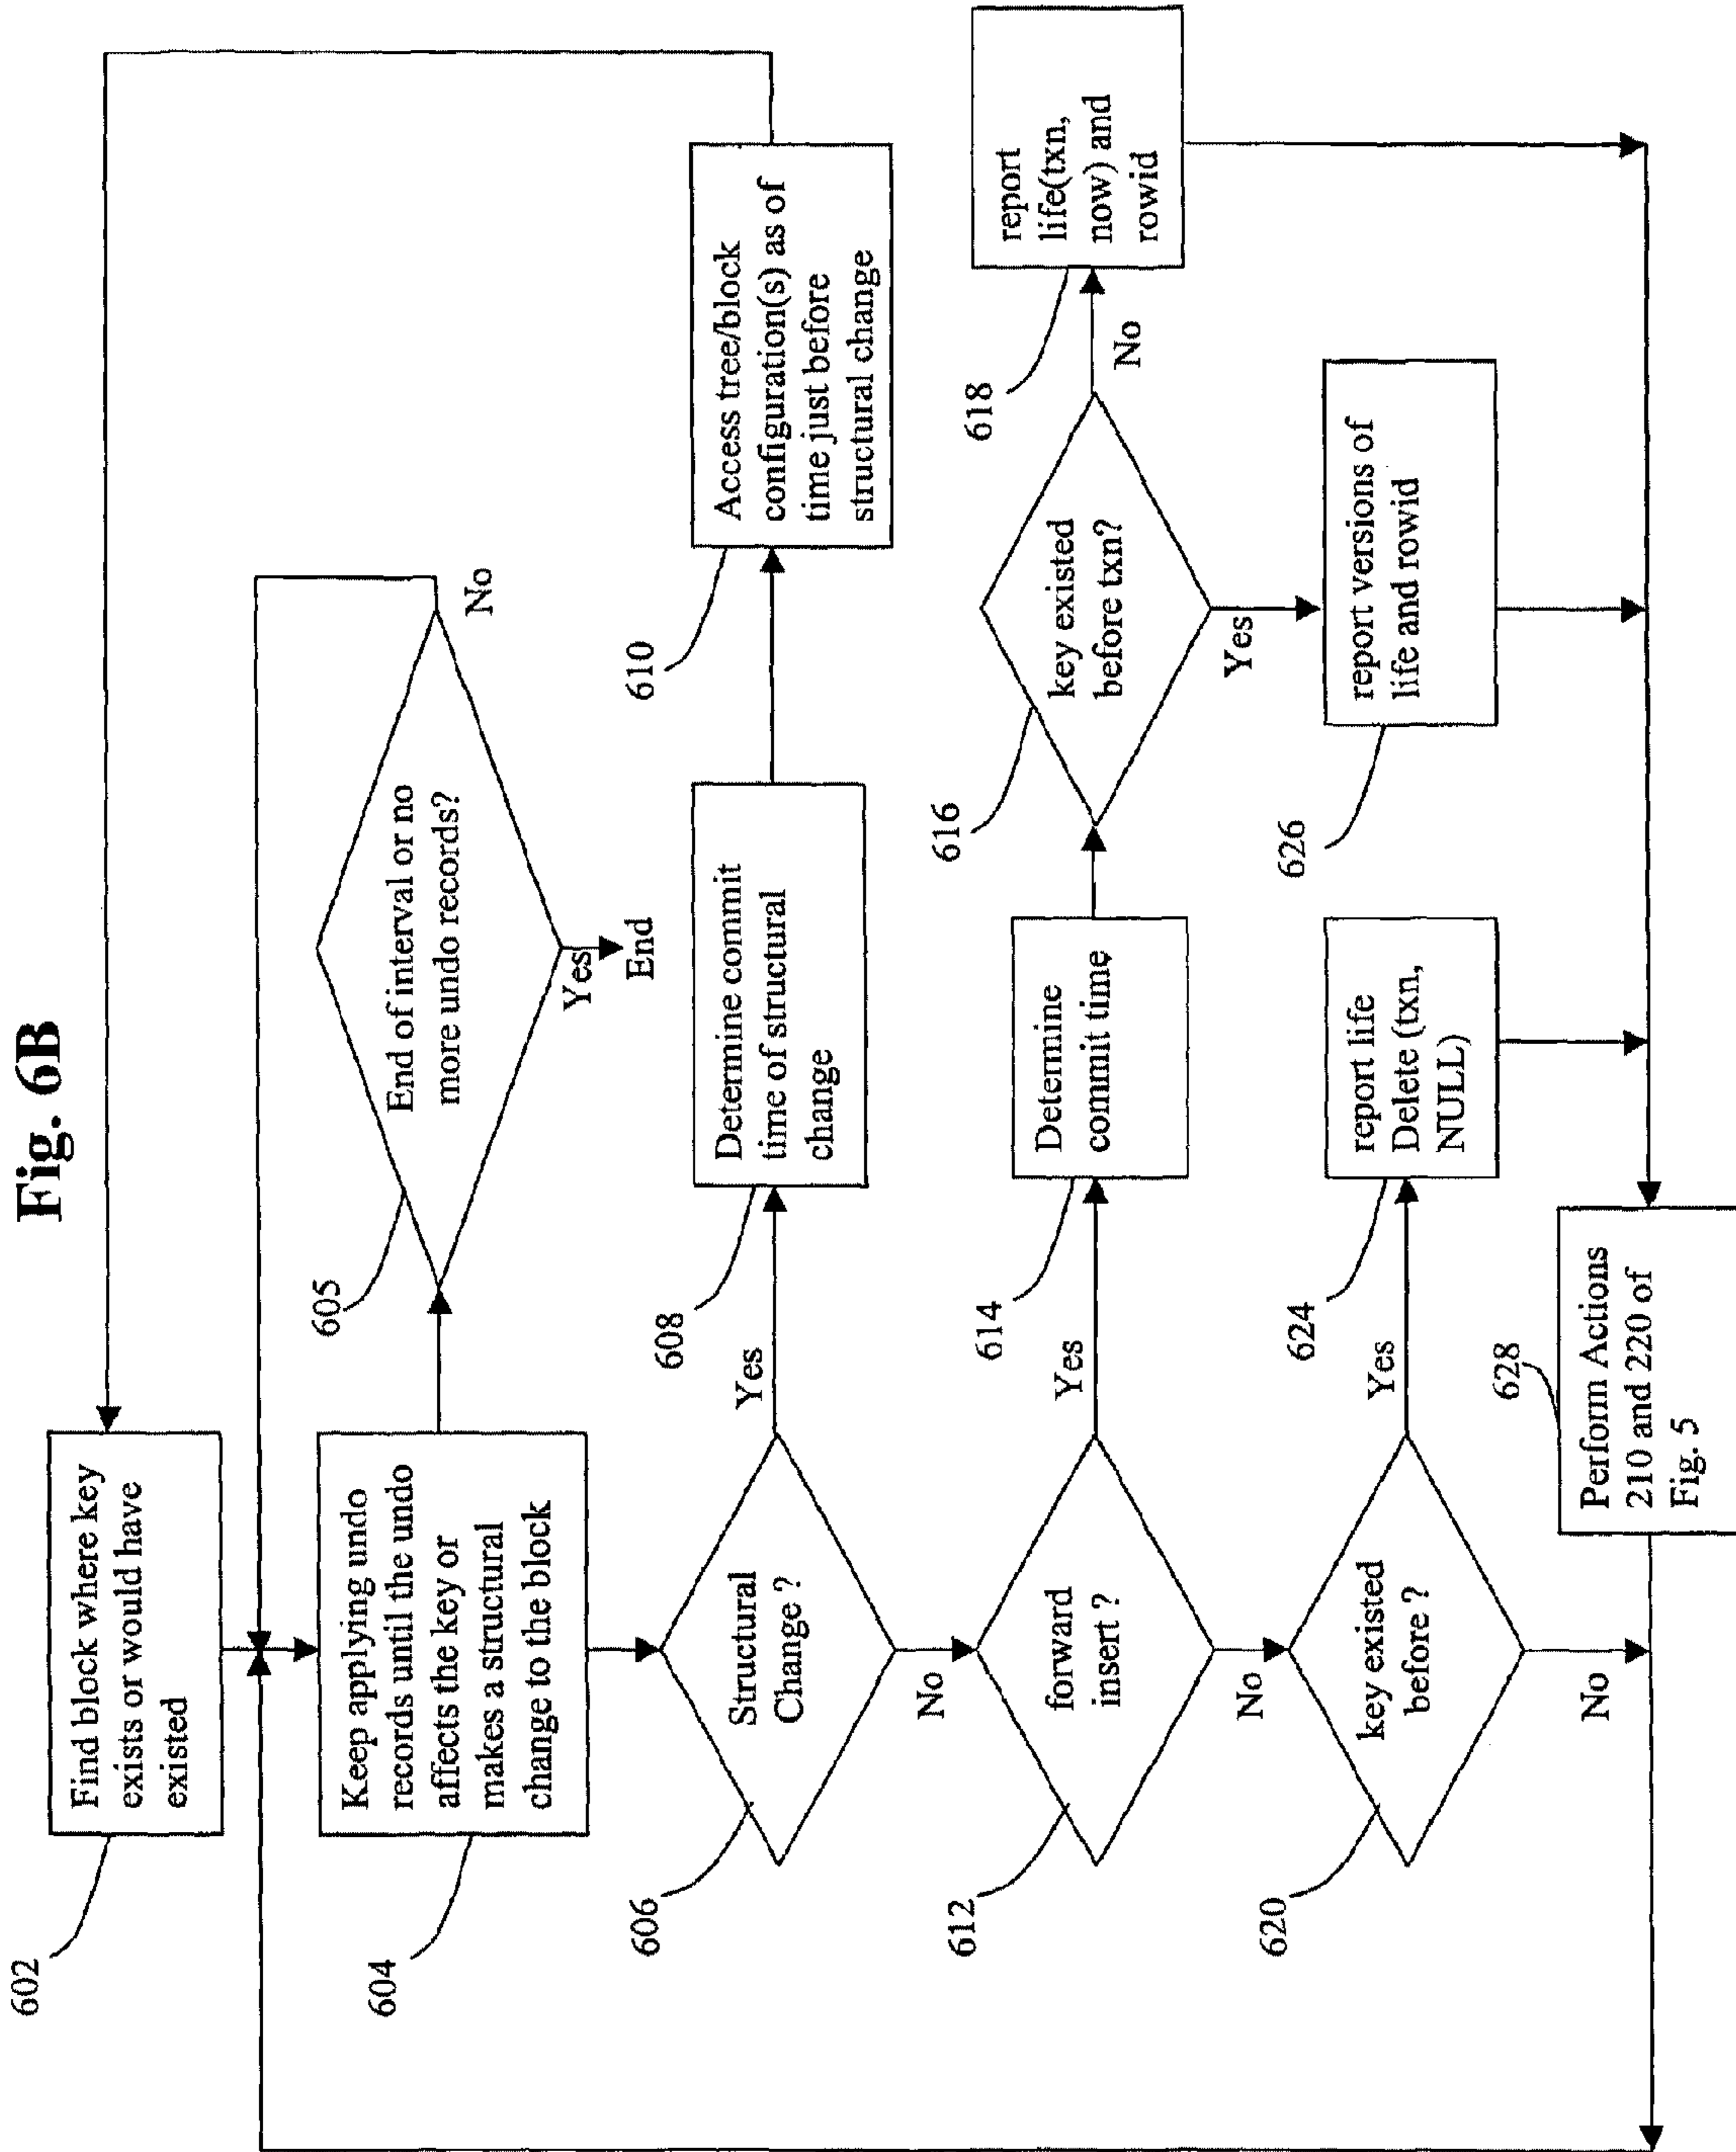 Fig. 6B
602
Find block where key
exists or would have
existed
604
Keep applying undo
records until the undo
affects the key or
makes a structural
change to the block
605
End of interval or no
more undo records?
No
Yes
End
606
Structural
Change ?
Yes
No
608
Determine commit
time of structural
change
610
Access tree/block
configuration(s) as of
time just before
structural change
612
forward
insert ?
Yes
No
614
Determine
commit time
616
key existed
before txn?
No
Yes
618
report
life(txn,
now) and
rowid
620
key existed
before ?
Yes
No
624
report life
Delete (txn,
NULL)
626
report versions of
life and rowid
628
Perform Actions
210 and 220 of
Fig. 5